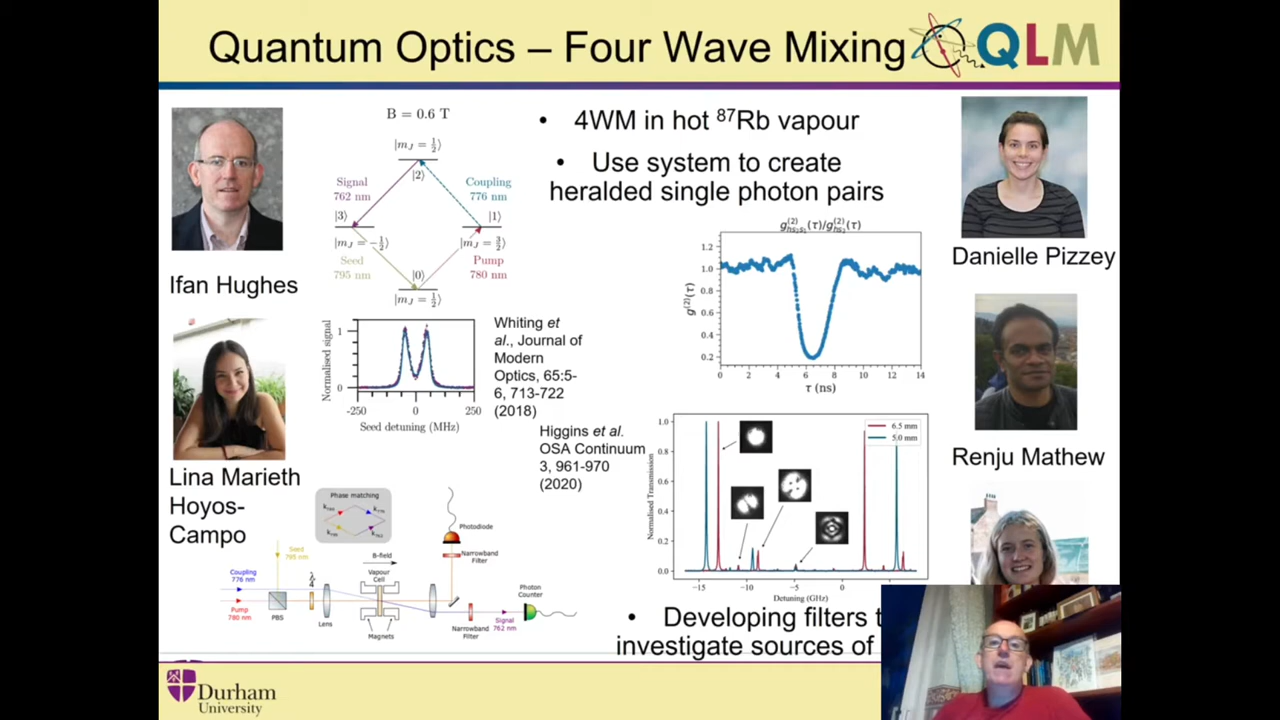 Quantum Optics – Four Wave Mixing
QLM
Ifan Hughes
Lina Marieth
Hoyos-
Campo
B = 0.6 T
|mJ = 1/2⟩
|2⟩
Signal
762 nm
Coupling
776 nm
|3⟩
|1⟩
|mJ = −1/2⟩
|mJ = 3/2⟩
Seed
795 nm
Pump
780 nm
|0⟩
|mJ = 1/2⟩
Normalised signal
1
0
-250
0
250
Seed detuning (MHz)
Whiting et
al., Journal of
Modern
Optics, 65:5-
6, 713-722
(2018)
Higgins et al.
OSA Continuum
3, 961-970
(2020)
• 4WM in hot ⁸⁷Rb vapour
• Use system to create
heralded single photon pairs
g⁽²⁾(τ)
1.2
1.0
0.8
0.6
0.4
0.2
0 2 4 6 8 10 12 14
τ (ns)
Normalised Transmission
1.0
0.8
0.6
0.4
0.2
0.0
6.5 mm
5.0 mm
−15 −10 −5 0
Detuning (GHz)
Danielle Pizzey
Renju Mathew
Phase matching
Seed
795 nm
Coupling
776 nm
Pump
780 nm
PBS
λ
4
Lens
B-field
Vapour
Cell
Magnets
Photodiode
Narrowband
Filter
Narrowband
Filter
Signal
762 nm
Photon
Counter
• Developing filters t
investigate sources of
Durham
University